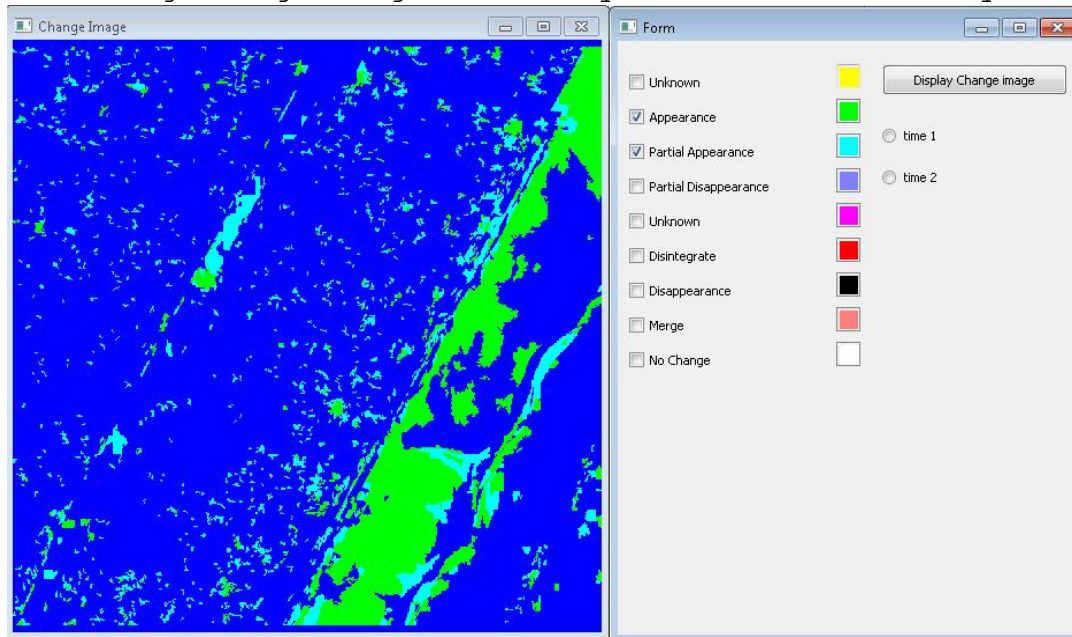 Change Image
Form
Unknown
Display Change image
Appearance
time 1
Partial Appearance
Partial Disappearance
time 2
Unknown
Disintegrate
Disappearance
Merge
No Change